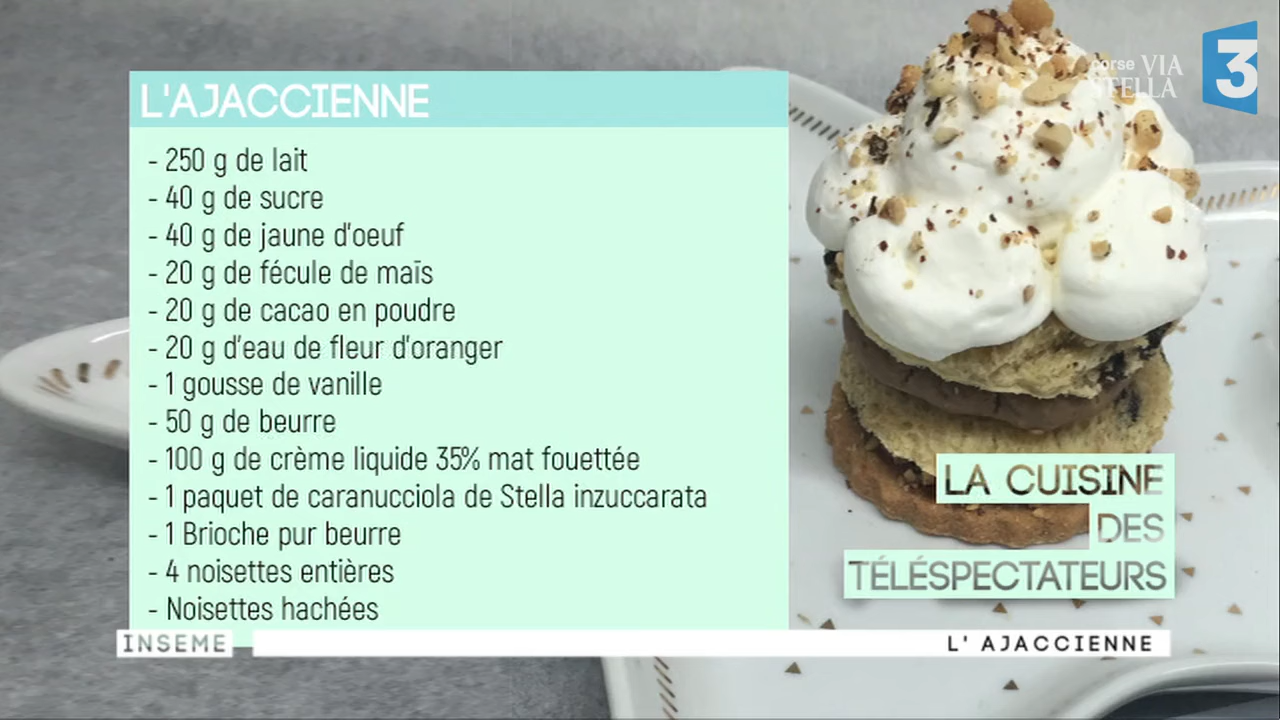 L'AJACCIENNE
- 250 g de lait
- 40 g de sucre
- 40 g de jaune d'oeuf
- 20 g de fécule de maïs
- 20 g de cacao en poudre
- 20 g d'eau de fleur d'oranger
- 1 gousse de vanille
- 50 g de beurre
- 100 g de crème liquide 35% mat fouettée
- 1 paquet de caranucciola de Stella inzuccarata
- 1 Brioche pur beurre
- 4 noisettes entières
- Noisettes hachées
corse VIA
STELLA
3
LA CUISINE
DES
TÉLÉSPECTATEURS
INSEME
L' AJACCIENNE